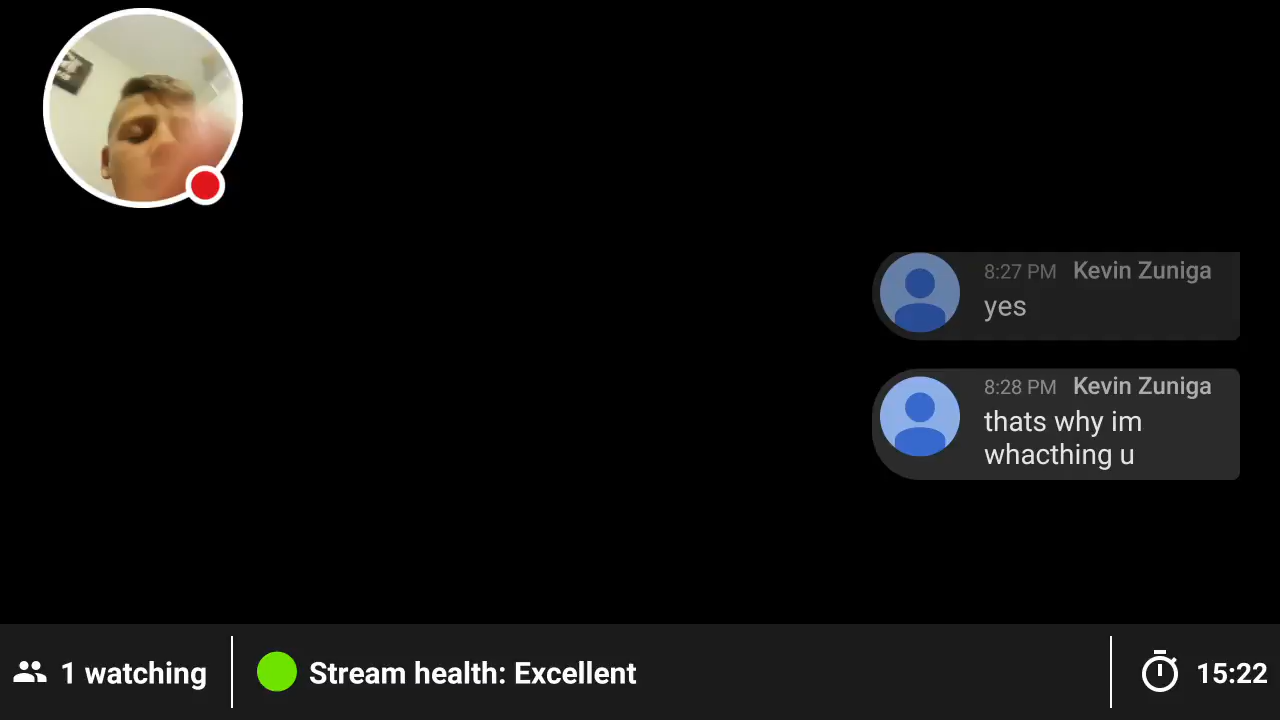 8:27 PM Kevin Zuniga
yes
8:28 PM Kevin Zuniga
thats why im
whacthing u
1 watching
Stream health: Excellent
15:22